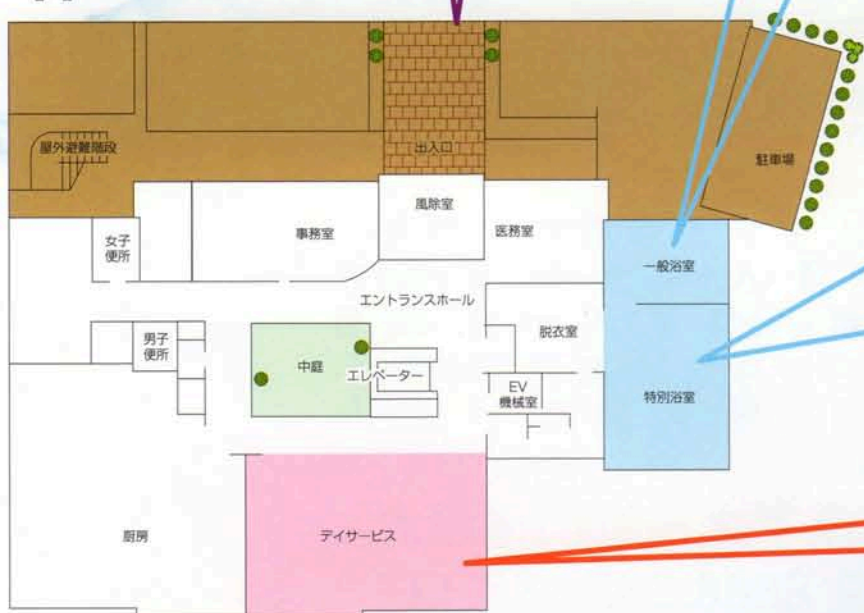 屋外避難階段
出入口
駐車場
風除室
事務室
医務室
女子
便所
一般浴室
エントランスホール
脱衣室
男子
便所
中庭
エレベーター
EV
機械室
特別浴室
厨房
デイサービス